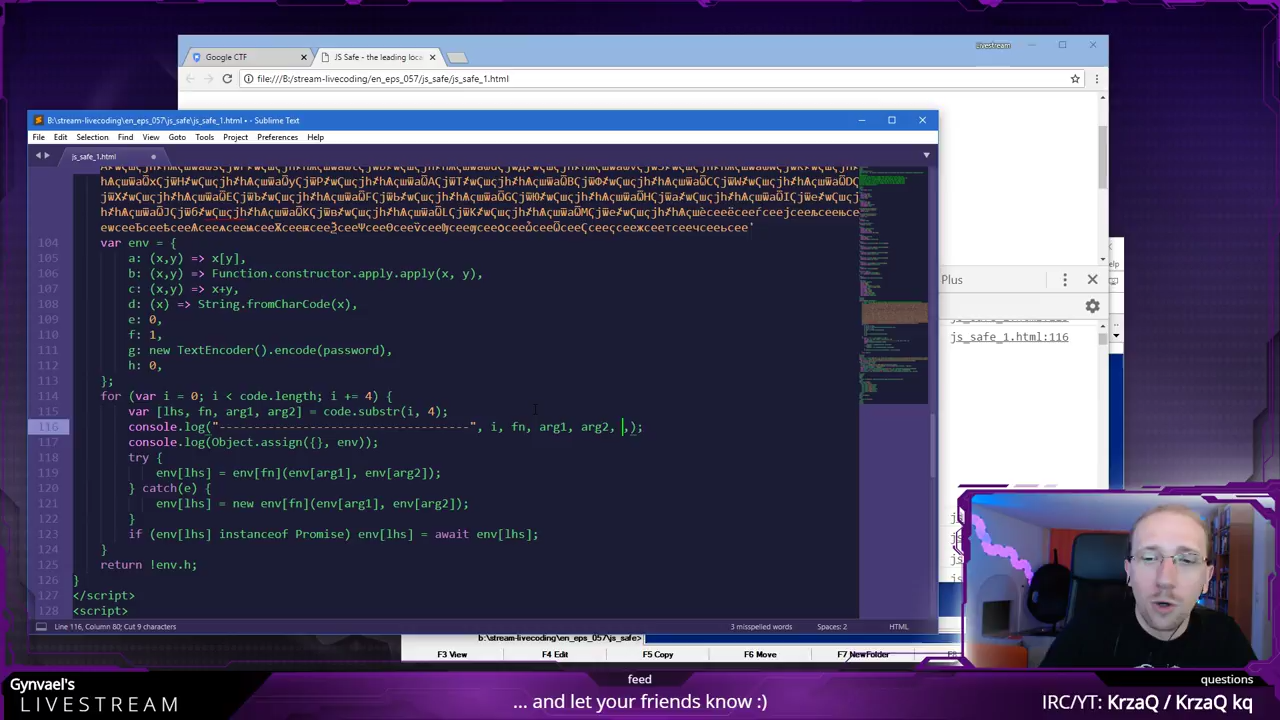 Livestream
Google CTF
JS Safe - the leading loca
file:///B:/stream-livecoding/en_eps_057/js_safe/js_safe_1.html
B:\stream-livecoding\en_eps_057\js_safe\js_safe_1.html • - Sublime Text
File Edit Selection Find View Goto Tools Project Preferences Help
js_safe_1.html
104 var env = {
105 a: (x,y) => x[y],
106 b: (x,y) => Function.constructor.apply.apply(x, y),
107 c: (x,y) => x+y,
108 d: (x) => String.fromCharCode(x),
109 e: 0,
110 f: 1,
111 g: new TextEncoder().encode(password),
112 h: 0,
113 };
114 for (var i = 0; i < code.length; i += 4) {
115 var [lhs, fn, arg1, arg2] = code.substr(i, 4);
116 console.log("------------------------------------", i, fn, arg1, arg2, ,);
117 console.log(Object.assign({}, env));
118 try {
119 env[lhs] = env[fn](env[arg1], env[arg2]);
120 } catch(e) {
121 env[lhs] = new env[fn](env[arg1], env[arg2]);
122 }
123 if (env[lhs] instanceof Promise) env[lhs] = await env[lhs];
124 }
125 return !env.h;
126 }
127 </script>
128 <script>
Line 116, Column 80; Cut 9 characters
3 misspelled words
Spaces: 2
HTML
Plus
js_safe_1.html:116
b:\stream-livecoding\en_eps_057\js_safe>
F3 View F4 Edit F5 Copy F6 Move F7 NewFolder
Gynvael's
LIVESTREAM
feed
... and let your friends know :)
questions
IRC/YT: KrzaQ / KrzaQ kq